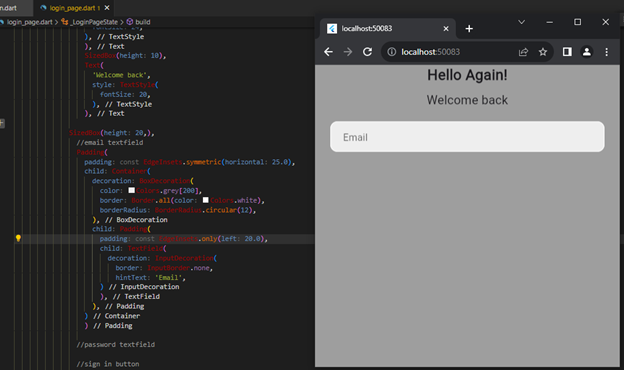 n.dart
login_page.dart 1
login_page.dart > _LoginPageState > build
), // TextStyle
), // Text
SizedBox(height: 10),
Text(
'Welcome back',
style: TextStyle(
fontSize: 20,
), // TextStyle
), // Text
SizedBox(height: 20,),
//email textfield
Padding(
padding: const EdgeInsets.symmetric(horizontal: 25.0),
child: Container(
decoration: BoxDecoration(
color: Colors.grey[200],
border: Border.all(color: Colors.white),
borderRadius: BorderRadius.circular(12),
), // BoxDecoration
child: Padding(
padding: const EdgeInsets.only(left: 20.0),
child: TextField(
decoration: InputDecoration(
border: InputBorder.none,
hintText: 'Email',
) // InputDecoration
), // TextField
), // Padding
) // Container
) // Padding
//password textfield
//sign in button
localhost:50083
localhost:50083
Hello Again!
Welcome back
Email